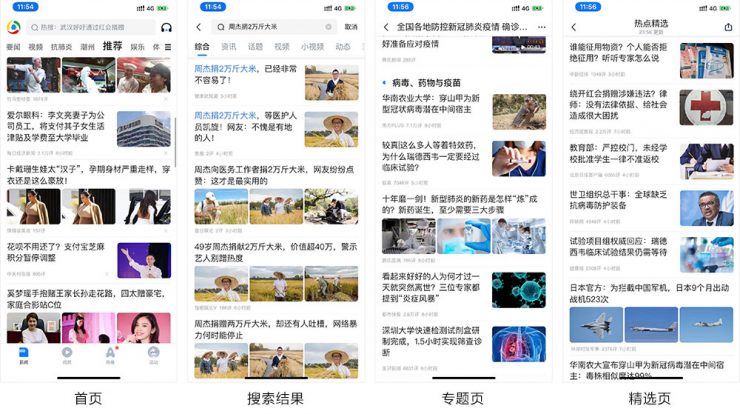 11:54
4G
热搜：武汉呀好通过红会捐赠
要闻 视频 抗肺炎 潮州 推荐 娱乐 体
爱尔眼科：李文亮妻子为公
司员工，将支付其子女生活
津贴及学费至大学毕业
卡戴珊生娃太“汉子”，孕期身材严重走样，穿
衣还是这么豪放！
花呗不用还了？支付宝芝麻
积分暂停调整
奚梦瑶手抱赌王家长孙走花路，四太赠豪宅，
家庭合影站C位
首页
11:54
4G
周杰捐2万斤大米
取消
综合 资讯 话题 视频 小视频 动态
周杰捐2万斤大米，已经非常
不容易了！
周杰捐2万斤大米，等医护人
员凯旋！网友：不愧是有地
的人！
周杰向医务工作者捐2万斤大米，网友纷纷点
赞：这才是最实用的
49岁周杰捐献2万斤大米，价值超40万，警示
艺人别蹭热度
周杰捐赠两万斤大米，却还有人吐槽，网络暴
力何时能停止
搜索结果
11:56
4G
全国各地防控新冠肺炎疫情 确诊...
好准备应对疫情
病毒、药物与疫苗
华南农业大学：穿山甲为新
型冠状病毒潜在中间宿主
较真|这么多人等着特效药，
为什么瑞德西韦一定要经过
临床试验？
十年磨一剑！新型肺炎的新药是怎样“炼”成
的？新药诞生，至少需要三大步骤
看起来好好的人为何才过一
天就突然离世？三位专家都
提到“炎症风暴”
深圳大学快速检测试剂盒研
制完成，1.5小时实现筛查诊
断
专题页
11:56
4G
热点精选
23:56 更新
谁能征用物资？个人能否拒
绝征用？听听专家怎么说
绕开红会捐赠涉嫌违法？律
师：没有法律依据、给社会
造成很大困扰
教育部：严控校门，未经学
校批准学生一律不准返校
世卫组织总干事：全球缺乏
抗病毒防护装备
试验项目组权威回应：瑞德
西韦临床试验结果仍需等待
日本官方：为拦截中国军机，日本9个月出动
战机523次
华南农大宣布穿山甲为新冠病毒潜在中间宿
主：毒株相似度达99%
精选页